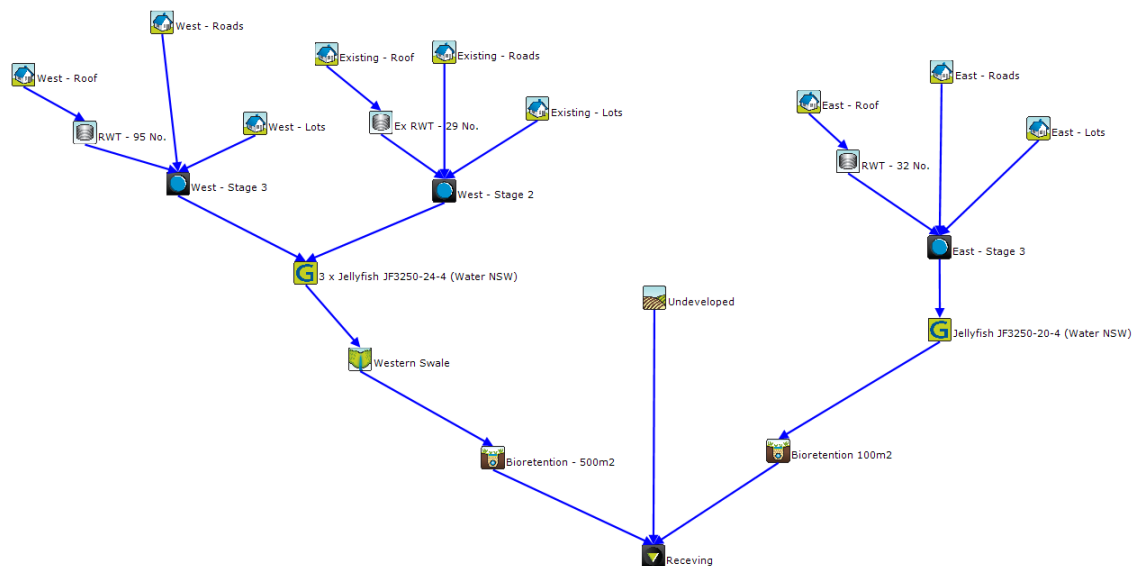 West - Roads
Existing - Roof
Existing - Roads
East - Roads
West - Roof
East - Roof
Existing - Lots
West - Lots
Ex RWT - 29 No.
East - Lots
RWT - 95 No.
RWT - 32 No.
West - Stage 3
West - Stage 2
East - Stage 3
G
3 x Jellyfish JF3250-24-4 (Water NSW)
Undeveloped
G
Jellyfish JF3250-20-4 (Water NSW)
Western Swale
Bioretention 100m2
Bioretention - 500m2
Receving